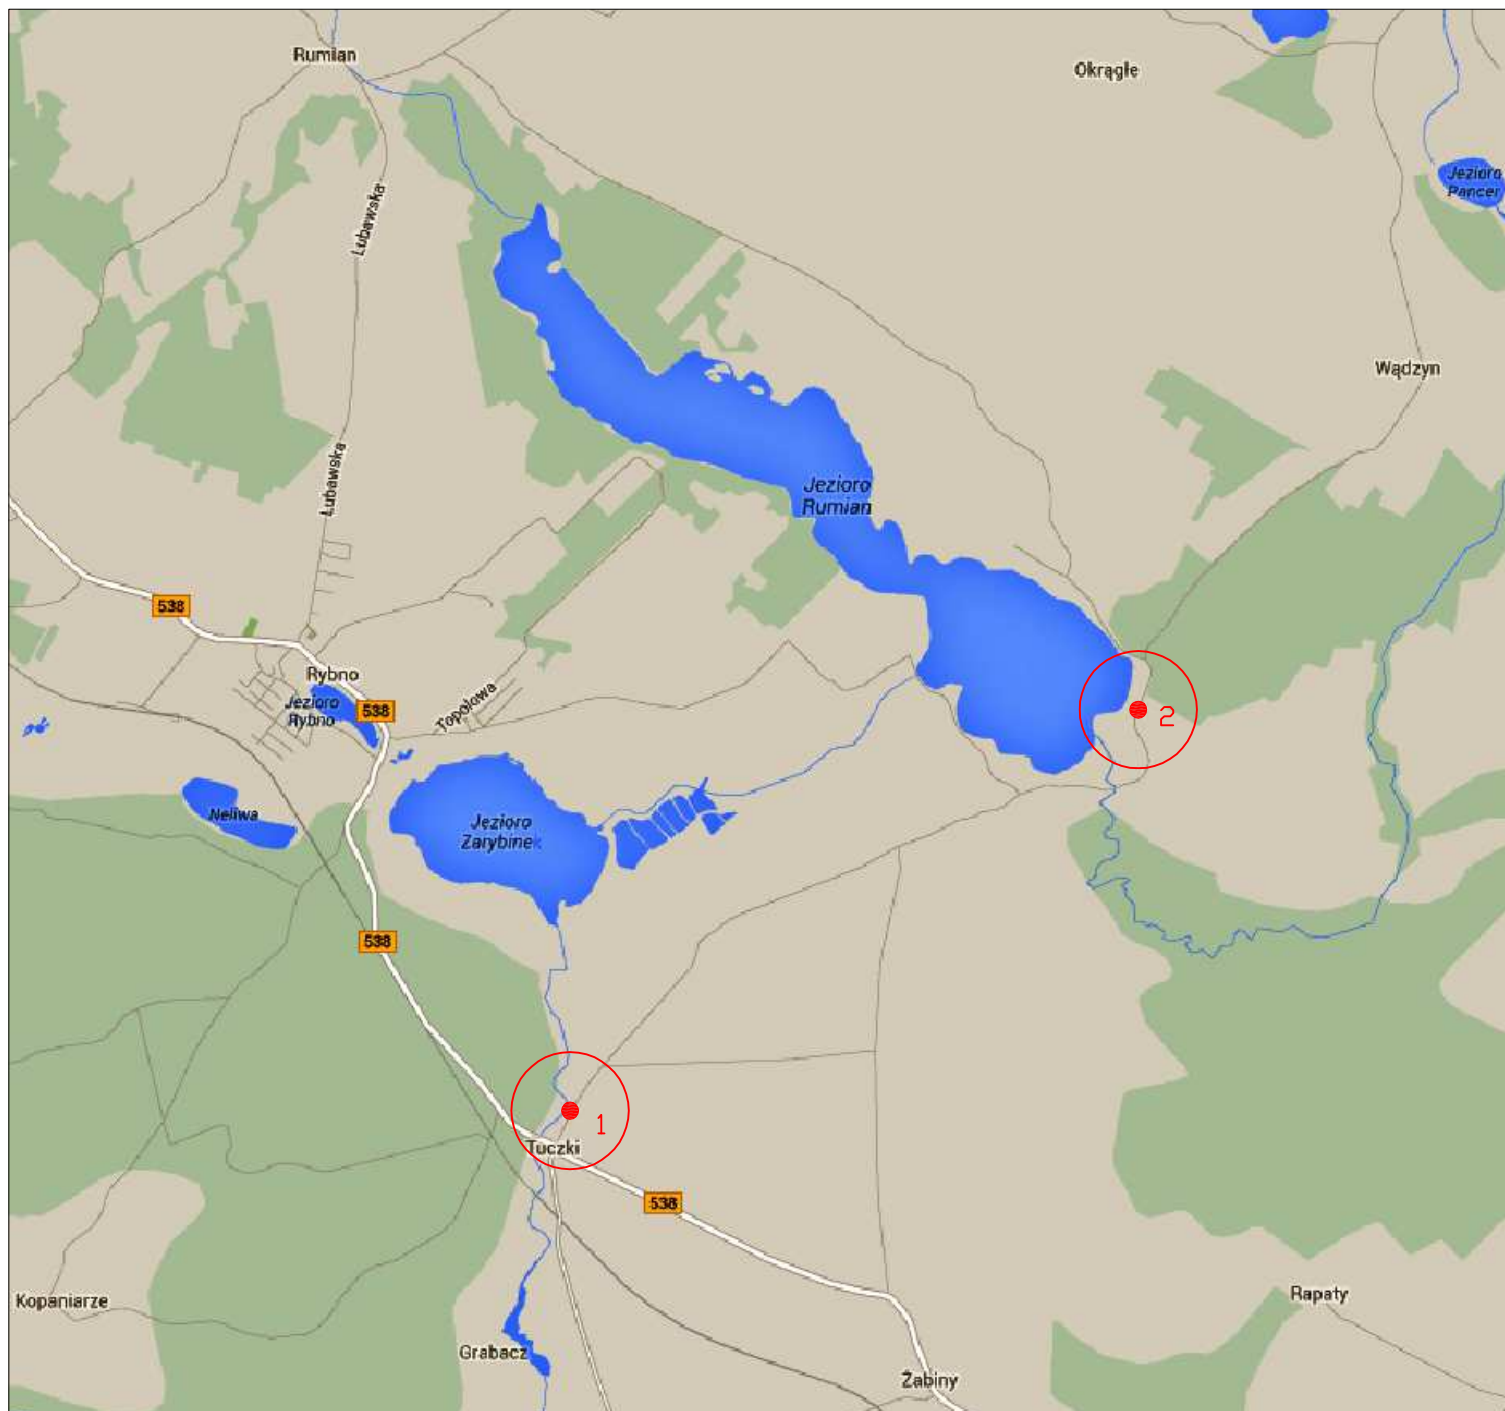 Rumian
Okrągłe
Jezioro
Pancer
Lubawska
Wądzyn
Lubawska
Jezioro
Rumian
538
Rybno
Jezioro
Rybno
538
Topolowa
2
Neliwa
Jezioro
Zarybinek
538
1
Tuczki
538
Kopaniarze
Rapaty
Grabacz
Żabiny